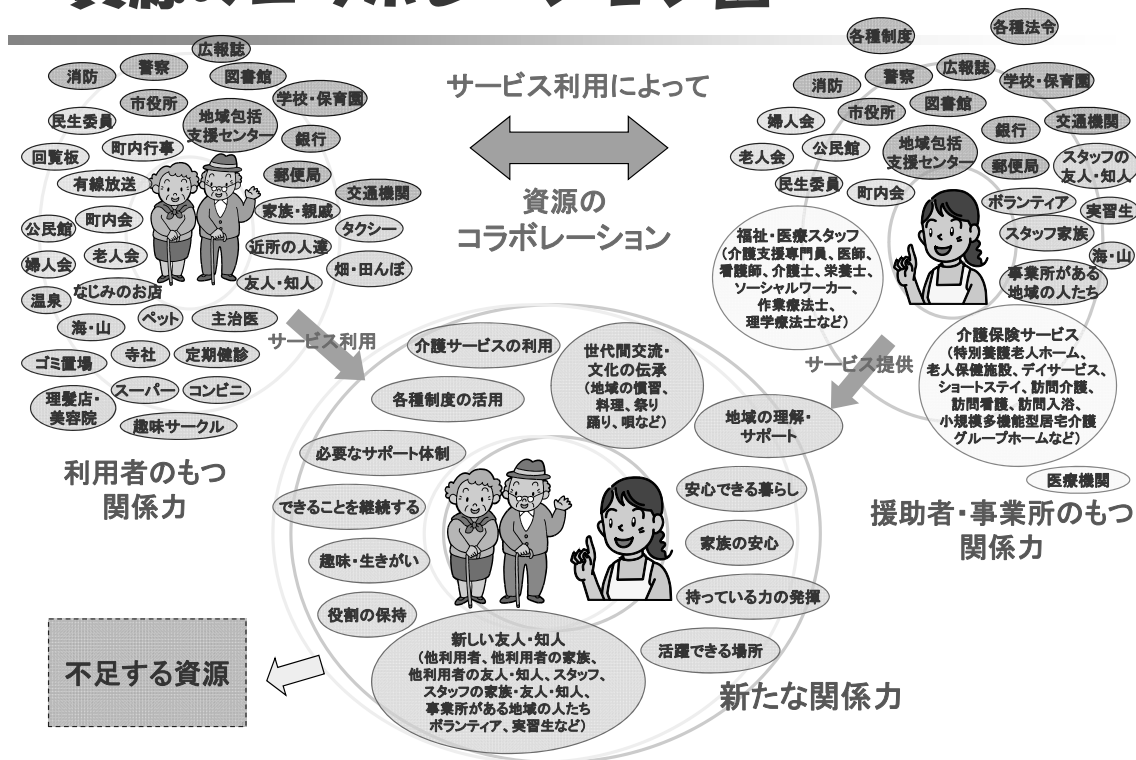 資源のコラボレーション図
広報誌
消防
警察
図書館
市役所
学校・保育園
民生委員
地域包括
支援センター
銀行
回覧板
町内行事
有線放送
郵便局
交通機関
公民館
町内会
家族・親戚
タクシー
婦人会
老人会
近所の人達
畑・田んぼ
温泉
なじみのお店
友人・知人
海・山
ペット
主治医
ゴミ置場
寺社
定期健診
理髪店・
美容院
スーパー
コンビニ
趣味サークル
利用者のもつ
関係力
サービス利用によって
資源の
コラボレーション
各種制度
各種法令
消防
警察
広報誌
学校・保育園
婦人会
市役所
図書館
交通機関
老人会
公民館
地域包括
支援センター
銀行
郵便局
スタッフの
友人・知人
民生委員
町内会
ボランティア
実習生
スタッフ家族
海・山
事業所がある
地域の人たち
福祉・医療スタッフ
(介護支援専門員、医師、
看護師、介護士、栄養士、
ソーシャルワーカー、
作業療法士、
理学療法士など)
介護保険サービス
(特別養護老人ホーム、
老人保健施設、デイサービス、
ショートステイ、訪問介護、
訪問看護、訪問入浴、
小規模多機能型居宅介護
グループホームなど)
医療機関
援助者・事業所のもつ
関係力
サービス利用
サービス提供
介護サービスの利用
世代間交流・
文化の伝承
(地域の慣習、
料理、祭り
踊り、唄など)
各種制度の活用
地域の理解・
サポート
必要なサポート体制
安心できる暮らし
できることを継続する
家族の安心
趣味・生きがい
持っている力の発揮
役割の保持
活躍できる場所
新しい友人・知人
(他利用者、他利用者の家族、
他利用者の友人・知人、スタッフ、
スタッフの家族・友人・知人、
事業所がある地域の人たち
ボランティア、実習生など)
新たな関係力
不足する資源